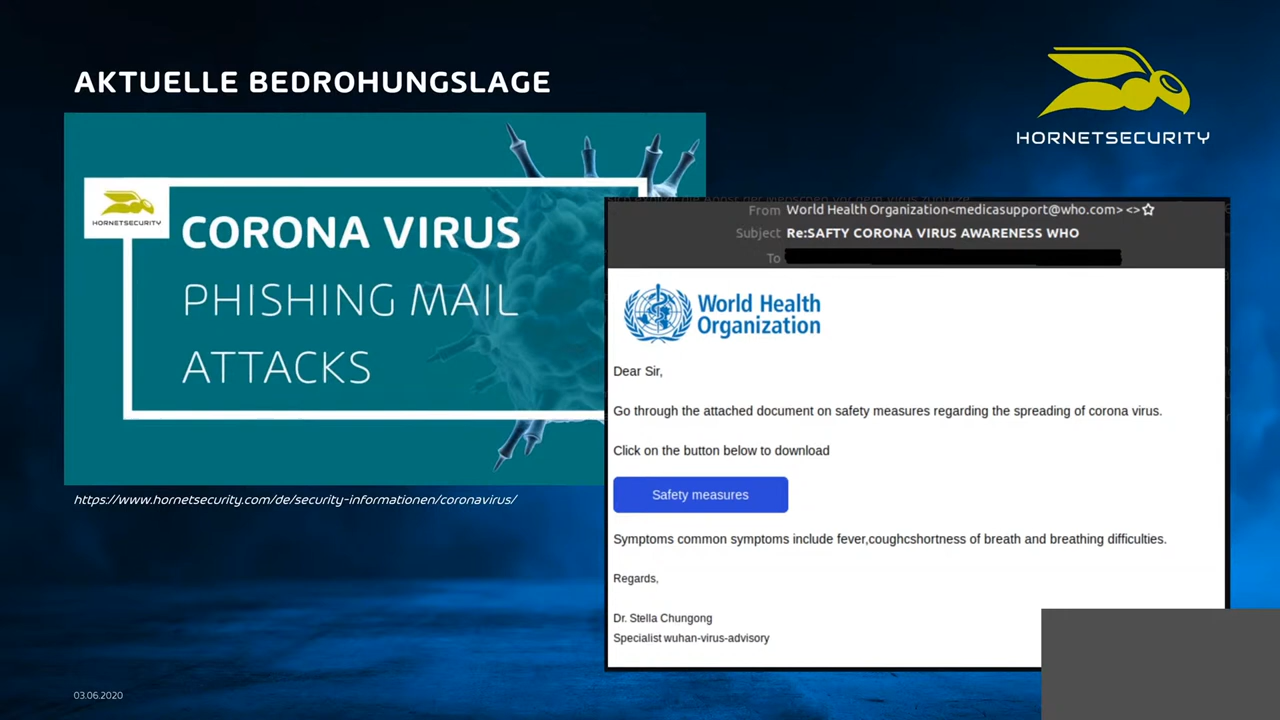 AKTUELLE BEDROHUNGSLAGE
HORNETSECURITY
HORNETSECURITY
CORONA VIRUS
PHISHING MAIL
ATTACKS
https://www.hornetsecurity.com/de/security-informationen/coronavirus/
From World Health Organization<medicasupport@who.com> <>
Subject Re:SAFTY CORONA VIRUS AWARENESS WHO
To
World Health
Organization
Dear Sir,
Go through the attached document on safety measures regarding the spreading of corona virus.
Click on the button below to download
Safety measures
Symptoms common symptoms include fever,coughcshortness of breath and breathing difficulties.
Regards,
Dr. Stella Chungong
Specialist wuhan-virus-advisory
03.06.2020